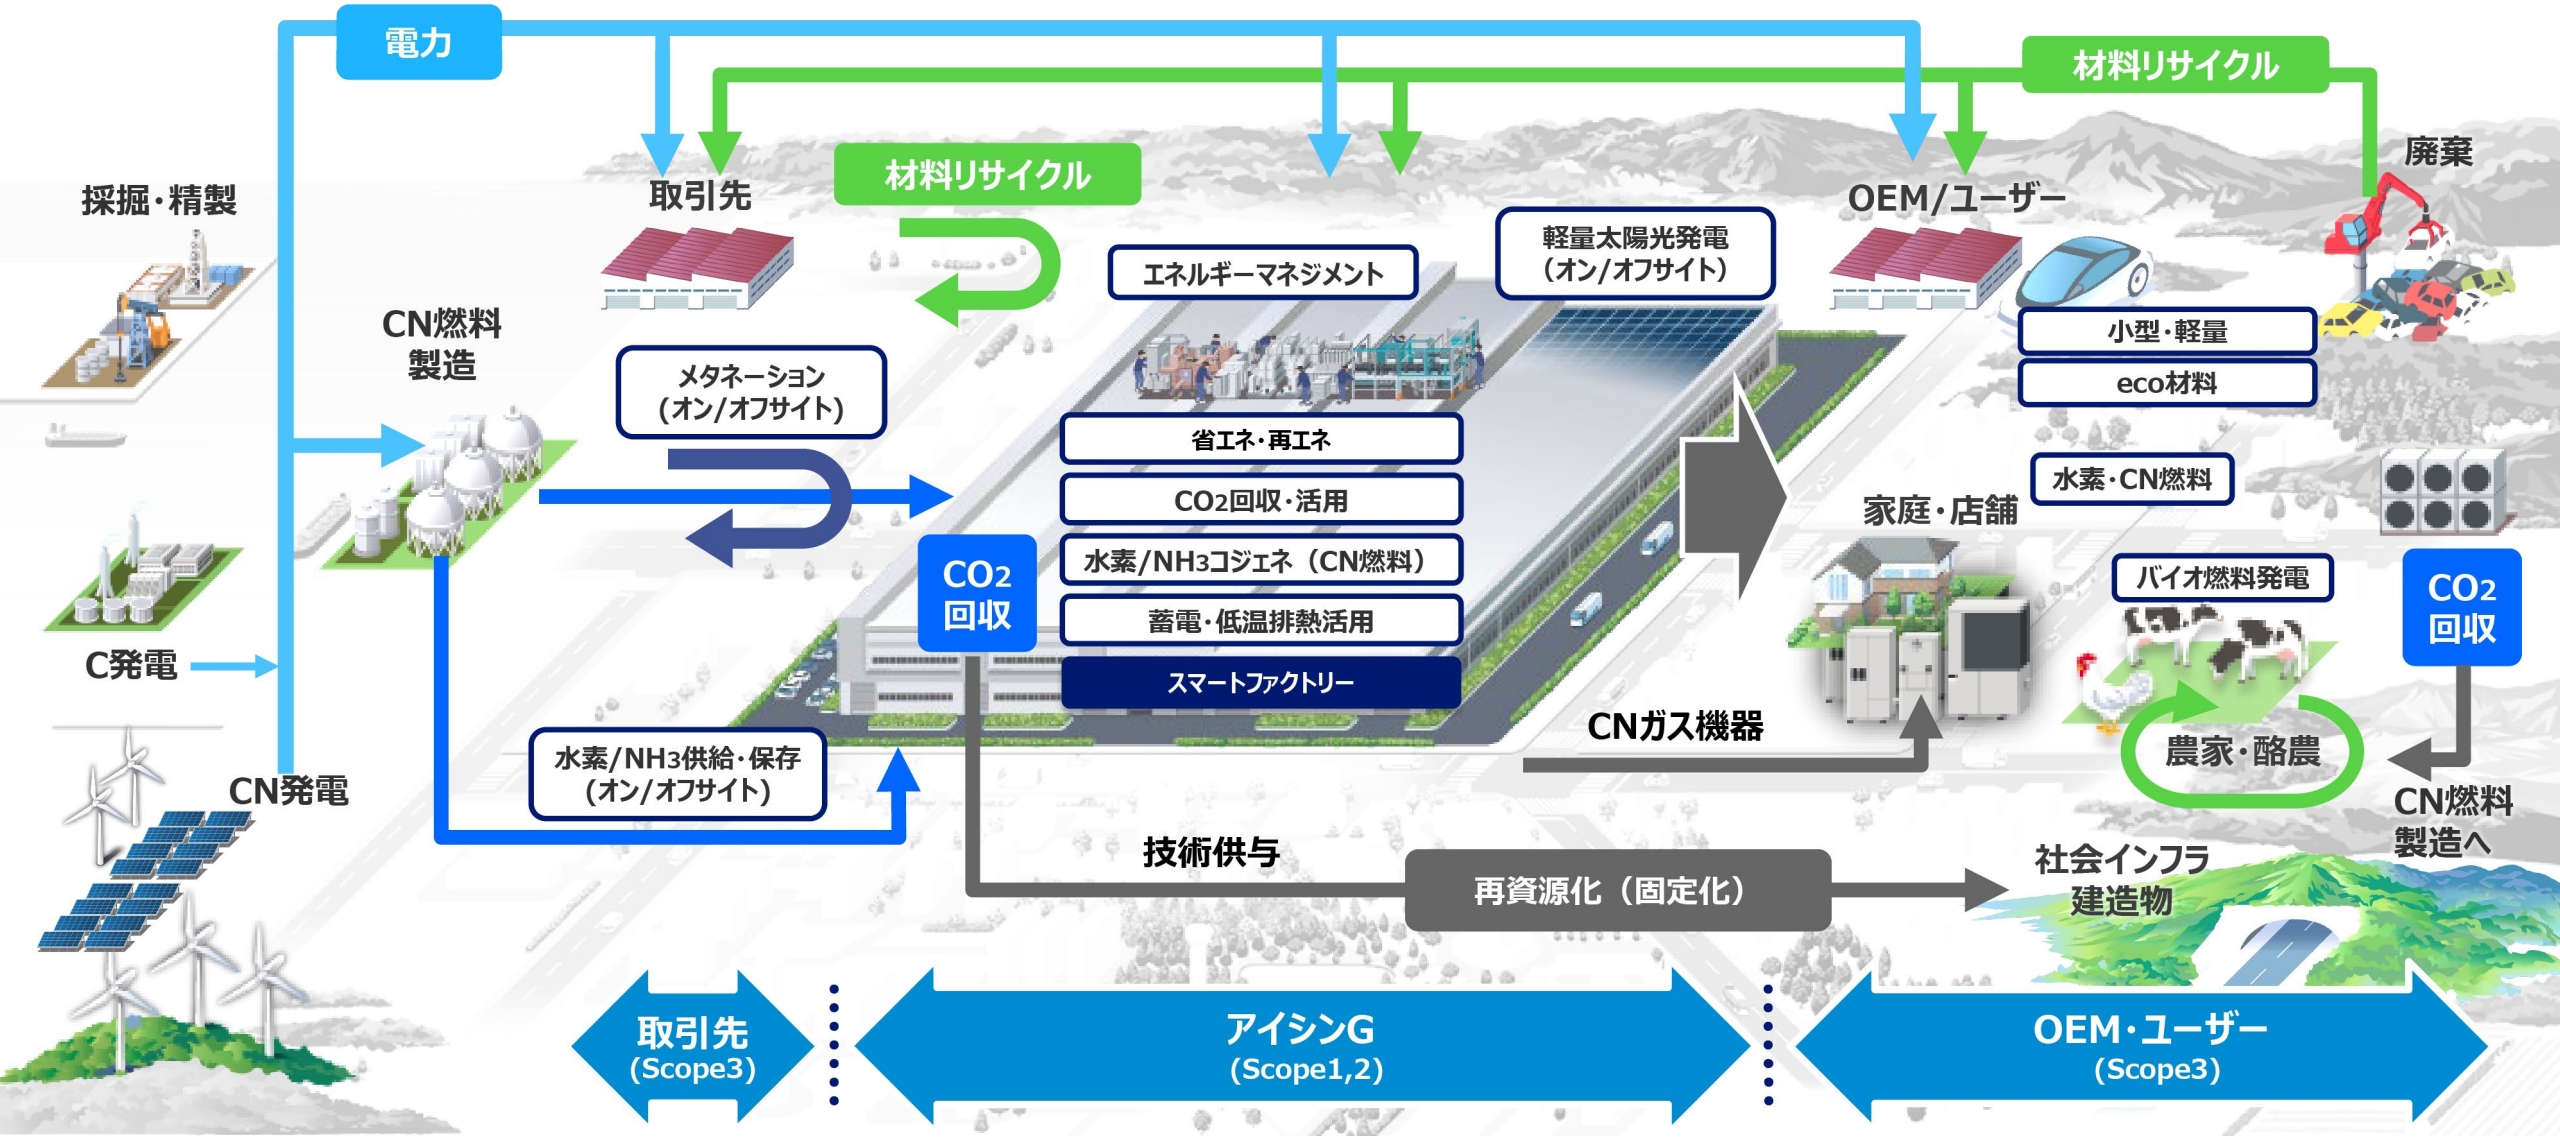 電力
材料リサイクル
廃棄
採掘・精製
取引先
材料リサイクル
OEM/ユーザー
エネルギーマネジメント
軽量太陽光発電
（オン/オフサイト）
CN燃料
製造
メタネーション
(オン/オフサイト)
小型・軽量
eco材料
省エネ・再エネ
CO2回収・活用
水素/NH3コジェネ（CN燃料）
蓄電・低温排熱活用
スマートファクトリー
CO2
回収
水素・CN燃料
家庭・店舗
バイオ燃料発電
CO2
回収
C発電
CN発電
水素/NH3供給・保存
(オン/オフサイト)
CNガス機器
農家・酪農
CN燃料
製造へ
技術供与
再資源化（固定化）
社会インフラ
建造物
取引先
(Scope3)
アイシンG
(Scope1,2)
OEM・ユーザー
(Scope3)